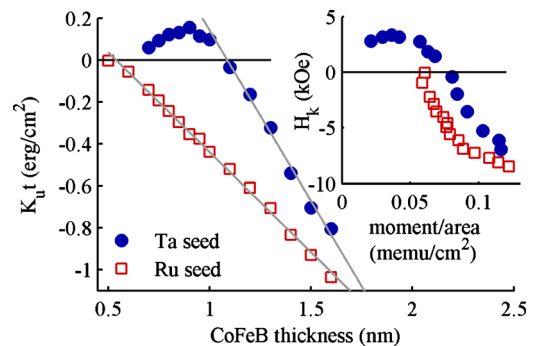 0.2
0
-0.2
-0.4
-0.6
-0.8
-1
K_u t (erg/cm²)
Ta seed
Ru seed
0.5 1 1.5 2 2.5
CoFeB thickness (nm)
5
0
-5
-10
H_k (kOe)
0 0.05 0.1
moment/area
(memu/cm²)